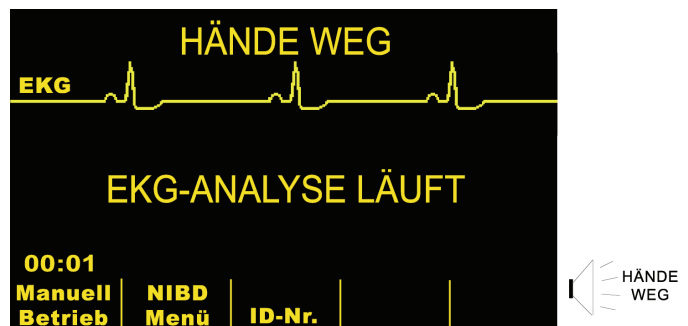 HÄNDE WEG
EKG
EKG-ANALYSE LÄUFT
00:01
Manuell
Betrieb
NIBD
Menü
ID-Nr.
HÄNDE
WEG